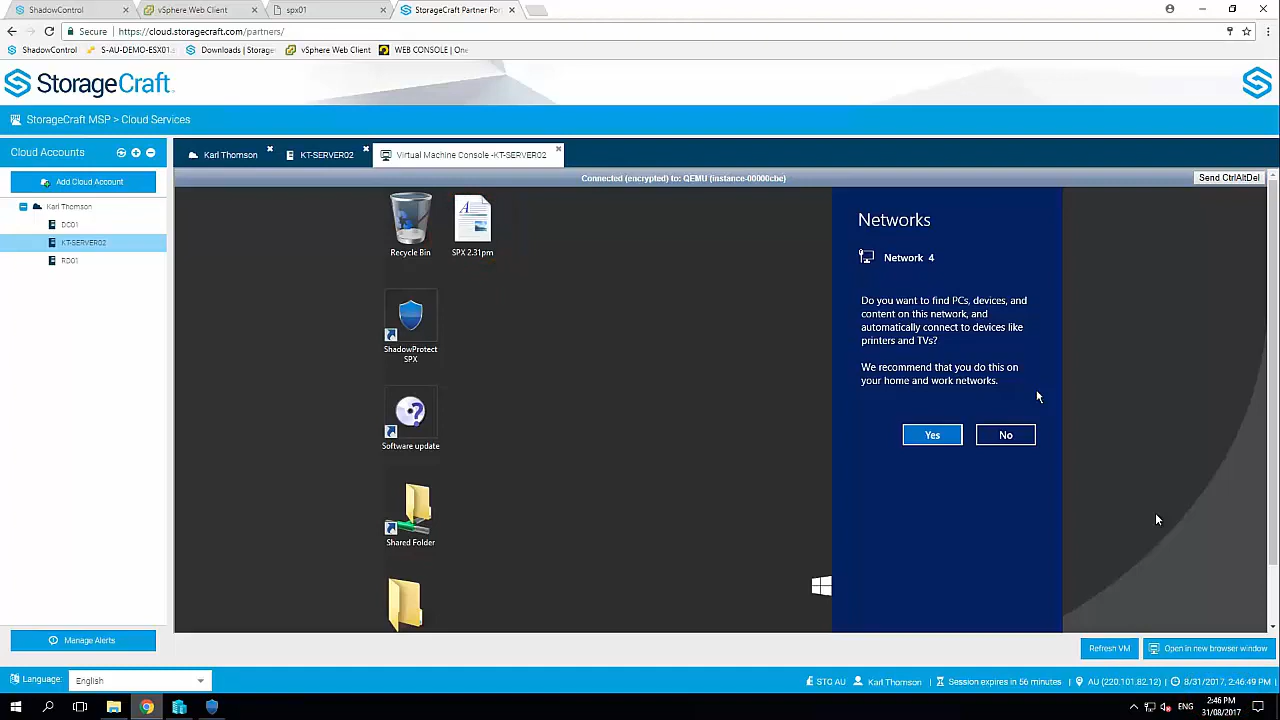 ShadowControl
vSphere Web Client
spx01
StorageCraft Partner Po
Secure
https://cloud.storagecraft.com/partners/
ShadowControl
S-AU-DEMO-ESX01
Downloads | Storage
vSphere Web Client
WEB CONSOLE | One
StorageCraft
StorageCraft MSP > Cloud Services
Cloud Accounts
Karl Thomson
KT-SERVER02
Virtual Machine Console -KT-SERVER02
Connected (encrypted) to: QEMU (instance-00000cbe)
Send CtrlAltDel
Add Cloud Account
Karl Thomson
DC01
KT-SERVER02
RD01
Recycle Bin
SPX 2.31pm
ShadowProtect
SPX
Software update
Shared Folder
Networks
Network 4
Do you want to find PCs, devices, and
content on this network, and
automatically connect to devices like
printers and TVs?
We recommend that you do this on
your home and work networks.
Yes
No
Manage Alerts
Refresh VM
Open in new browser window
Language:
English
STC AU
Karl Thomson
Session expires in 56 minutes
AU (220.101.82.12)
8/31/2017, 2:46:49 PM
ENG
2:46 PM
31/08/2017